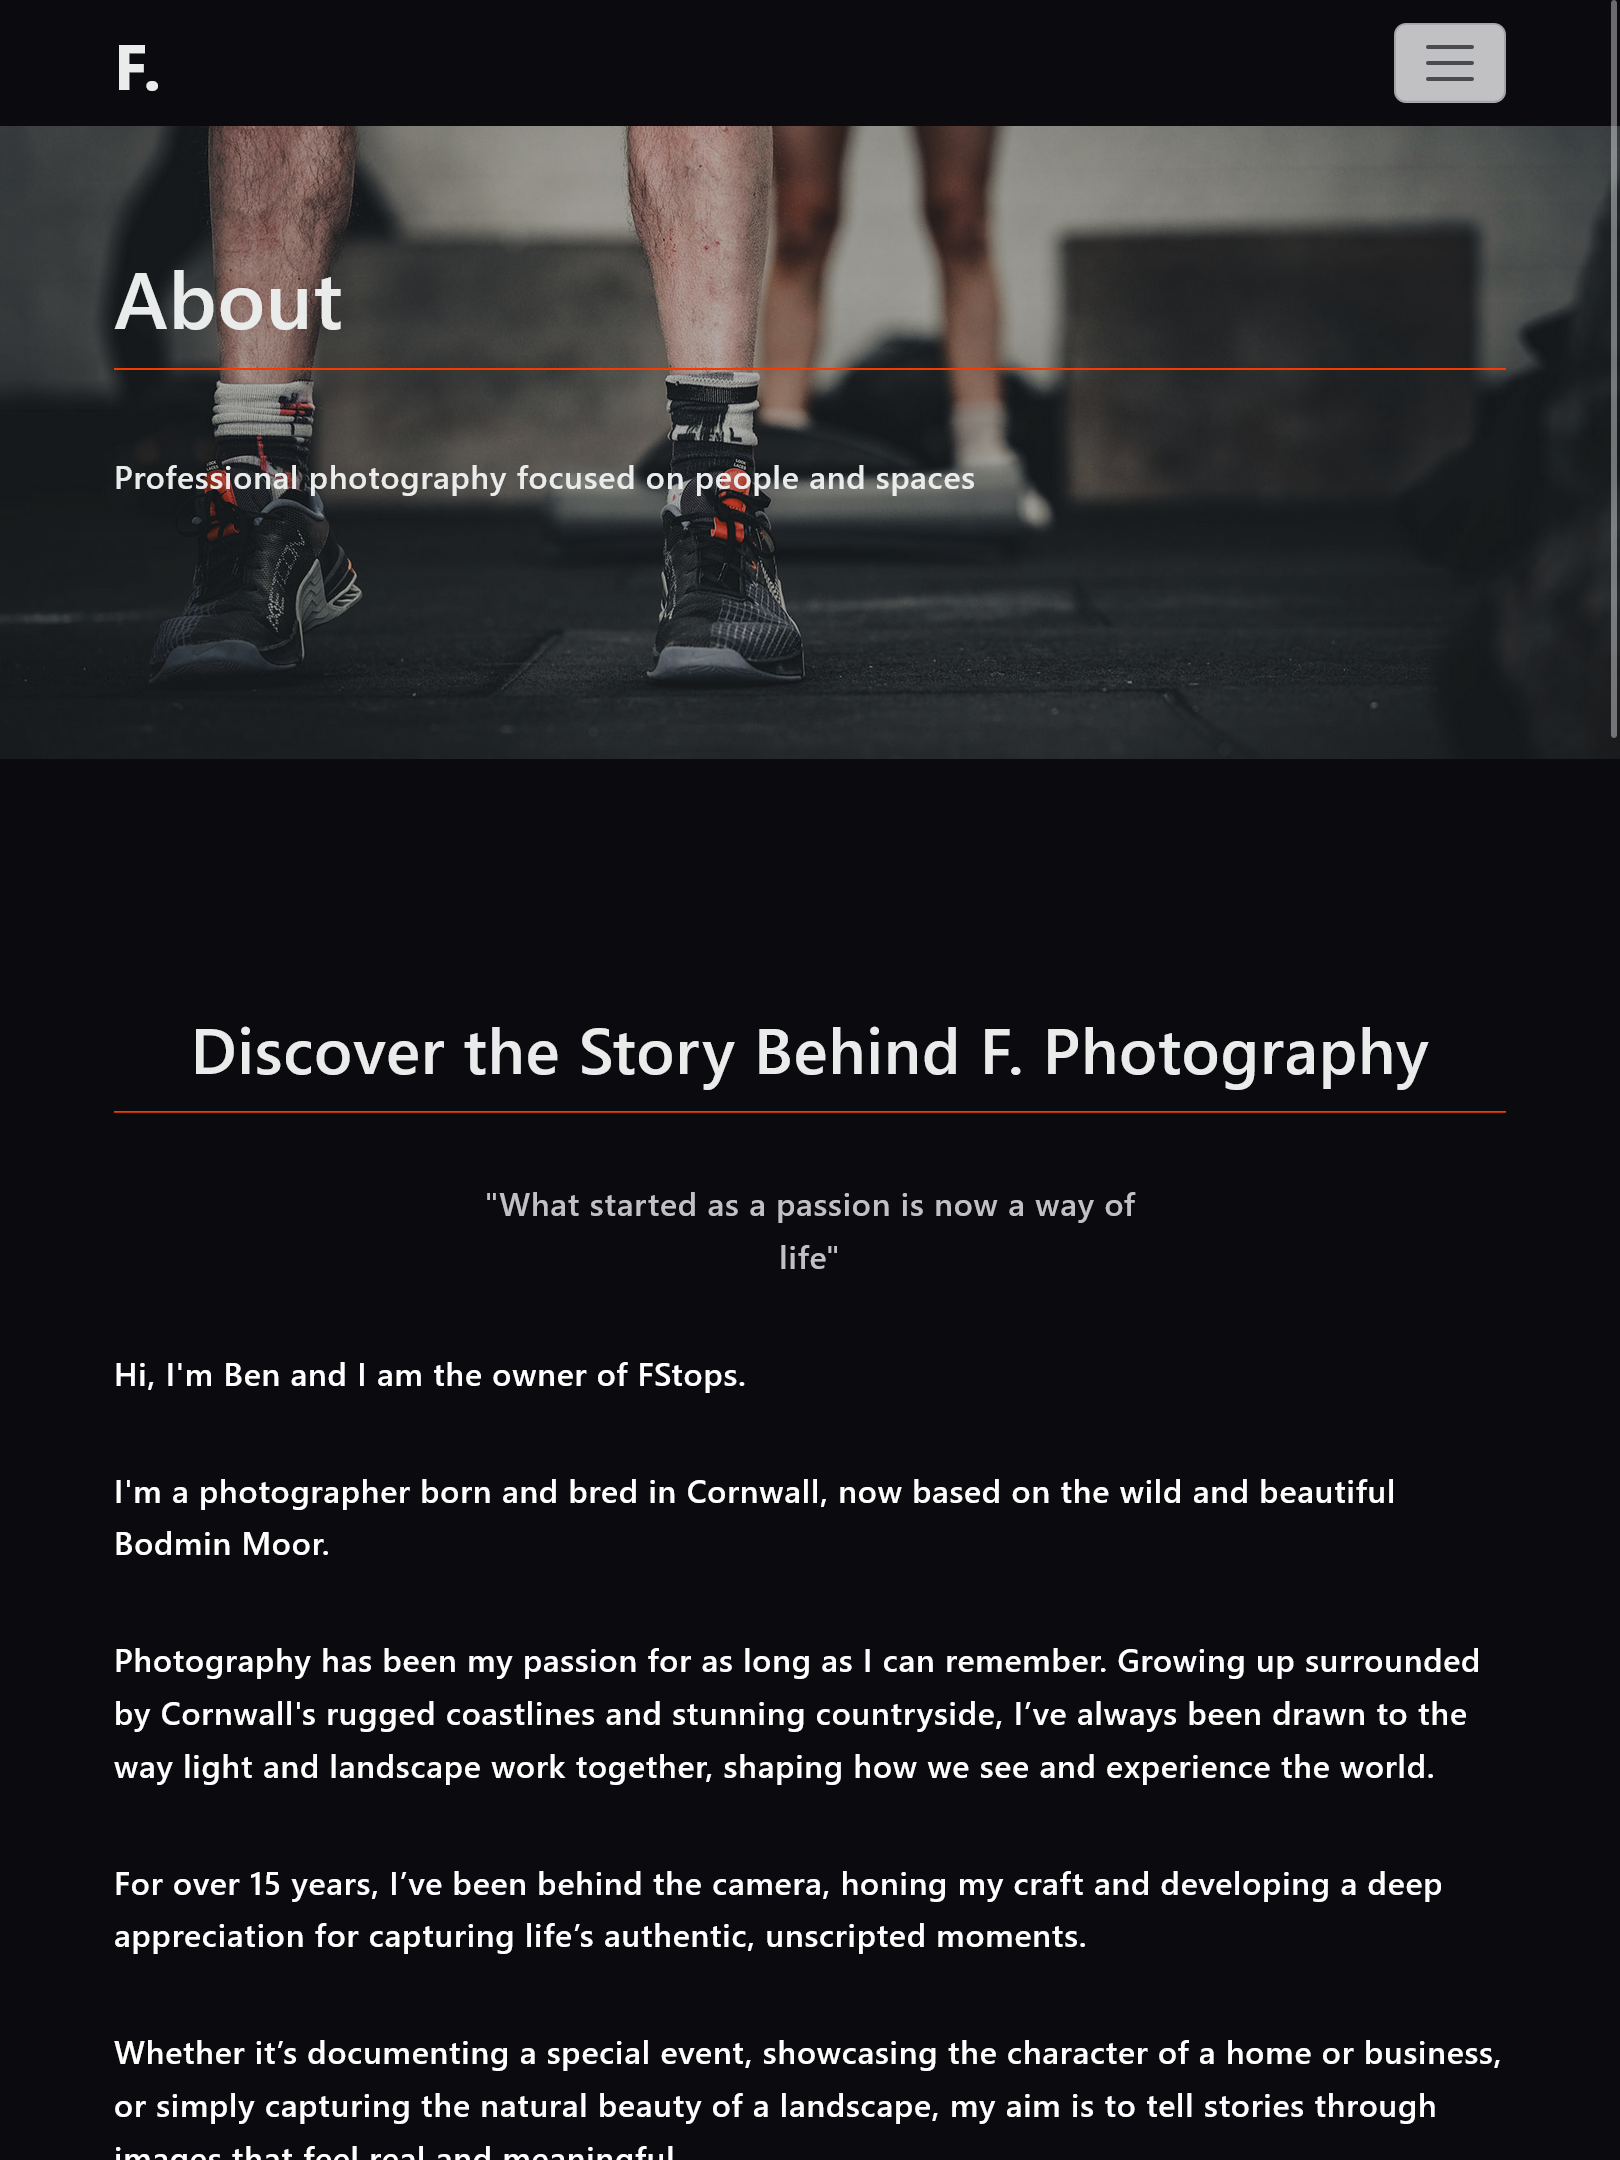 F.
About
Professional photography focused on people and spaces
Discover the Story Behind F. Photography
"What started as a passion is now a way of
life"
Hi, I'm Ben and I am the owner of FStops.
I'm a photographer born and bred in Cornwall, now based on the wild and beautiful
Bodmin Moor.
Photography has been my passion for as long as I can remember. Growing up surrounded
by Cornwall's rugged coastlines and stunning countryside, I’ve always been drawn to the
way light and landscape work together, shaping how we see and experience the world.
For over 15 years, I’ve been behind the camera, honing my craft and developing a deep
appreciation for capturing life’s authentic, unscripted moments.
Whether it’s documenting a special event, showcasing the character of a home or business,
or simply capturing the natural beauty of a landscape, my aim is to tell stories through
images that feel real and meaningful.